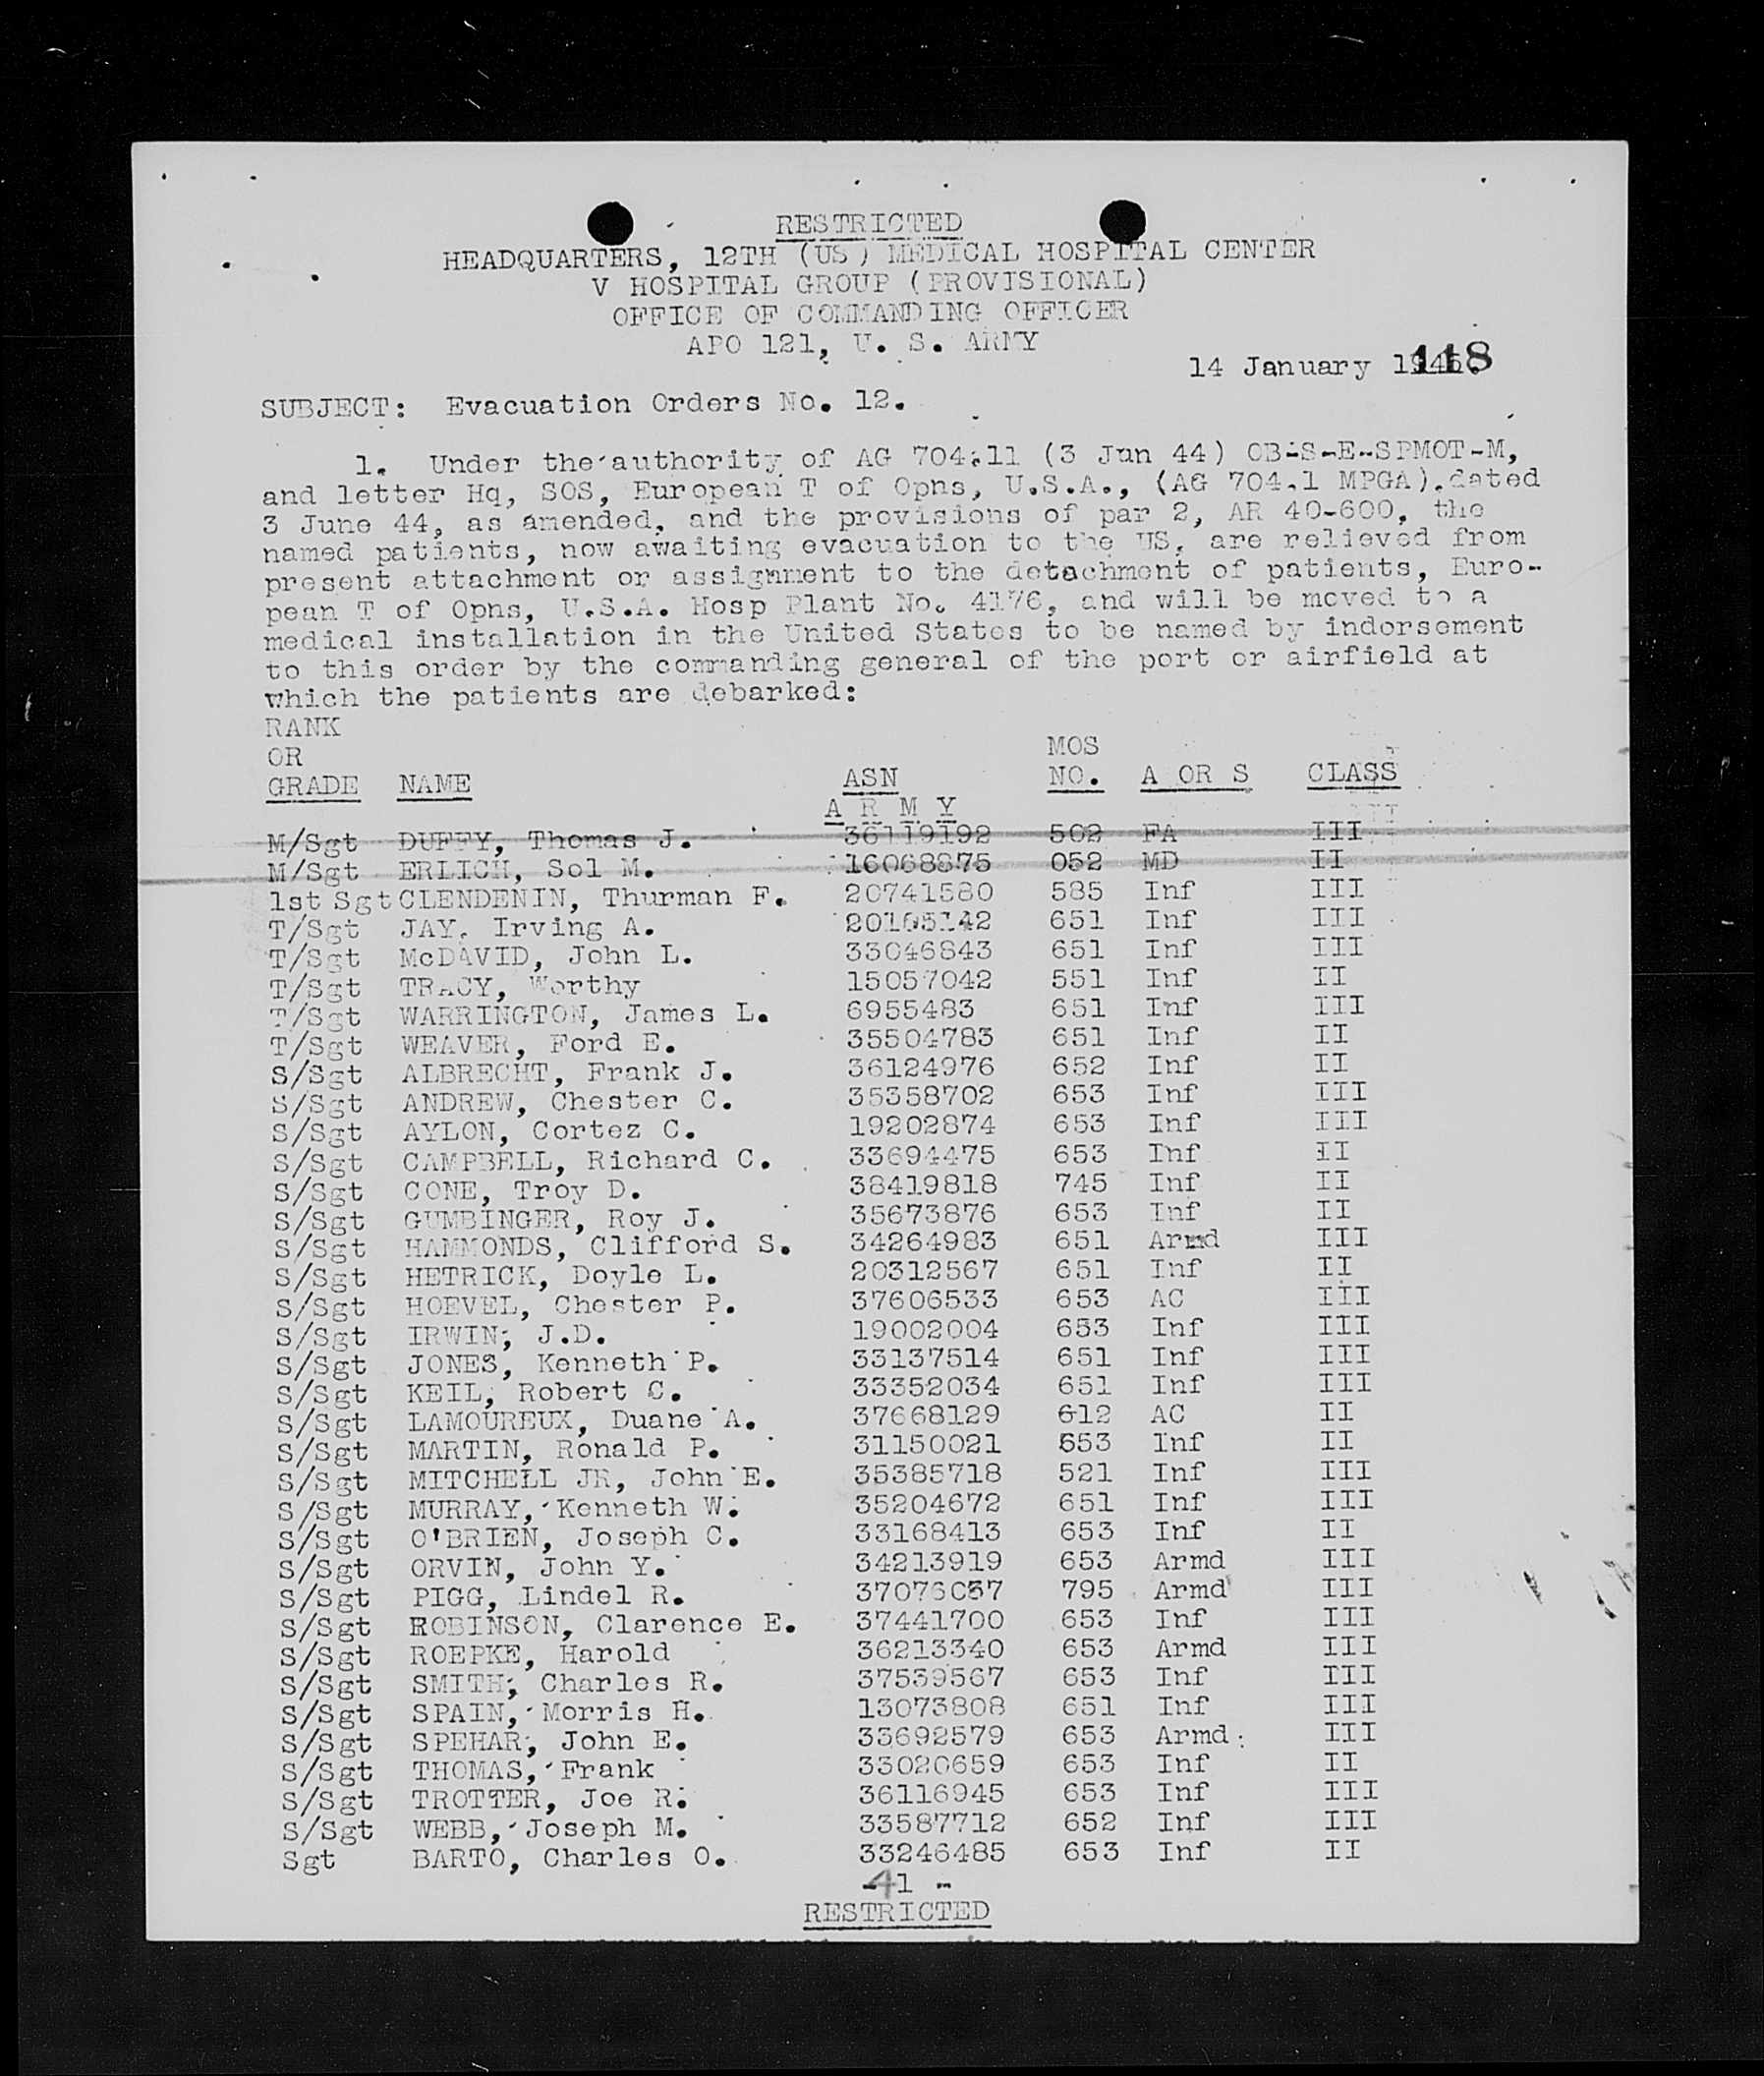 RESTRICTED
HEADQUARTERS, 12TH (US) MEDICAL HOSPITAL CENTER
V HOSPITAL GROUP (PROVISIONAL)
OFFICE OF COMMANDING OFFICER
APO 121, U. S. ARMY
118
14 January 1945.
SUBJECT: Evacuation Orders No. 12.
1. Under the authority of AG 704.11 (3 Jun 44) OB-S-E-SPMOT-M,
and letter Hq, SOS, European T of Opns, U.S.A., (AG 704.1 MPGA).dated
3 June 44, as amended, and the provisions of par 2, AR 40-600, the
named patients, now awaiting evacuation to the US, are relieved from
present attachment or assignment to the detachment of patients, Euro-
pean T of Opns, U.S.A. Hosp Plant No. 4176, and will be moved to a
medical installation in the United States to be named by indorsement
to this order by the commanding general of the port or airfield at
which the patients are debarked:
RANK
OR MOS
GRADE NAME ASN NO. A OR S CLASS
A R M Y
M/Sgt DUFFY, Thomas J. 36119192 502 FA III
M/Sgt ERLICH, Sol M. 16068875 052 MD II
1st Sgt CLENDENIN, Thurman F. 20741580 585 Inf III
T/Sgt JAY, Irving A. 20105142 651 Inf III
T/Sgt McDAVID, John L. 33046843 651 Inf III
T/Sgt TRACY, Worthy 15057042 551 Inf II
T/Sgt WARRINGTON, James L. 6955483 651 Inf III
T/Sgt WEAVER, Ford E. 35504783 651 Inf II
S/Sgt ALBRECHT, Frank J. 36124976 652 Inf II
S/Sgt ANDREW, Chester C. 35358702 653 Inf III
S/Sgt AYLON, Cortez C. 19202874 653 Inf III
S/Sgt CAMPBELL, Richard C. 33694475 653 Inf II
S/Sgt CONE, Troy D. 38419818 745 Inf II
S/Sgt GUMBINGER, Roy J. 35673876 653 Inf II
S/Sgt HAMMONDS, Clifford S. 34264983 651 Armd III
S/Sgt HETRICK, Doyle L. 20312567 651 Inf II
S/Sgt HOEVEL, Chester P. 37606533 653 AC III
S/Sgt IRWIN, J.D. 19002004 653 Inf III
S/Sgt JONES, Kenneth P. 33137514 651 Inf III
S/Sgt KEIL, Robert C. 33352034 651 Inf III
S/Sgt LAMOUREUX, Duane A. 37668129 612 AC II
S/Sgt MARTIN, Ronald P. 31150021 653 Inf II
S/Sgt MITCHELL JR, John E. 35385718 521 Inf III
S/Sgt MURRAY, Kenneth W. 35204672 651 Inf III
S/Sgt O'BRIEN, Joseph C. 33168413 653 Inf II
S/Sgt ORVIN, John Y. 34213919 653 Armd III
S/Sgt PIGG, Lindel R. 37076037 795 Armd III
S/Sgt ROBINSON, Clarence E. 37441700 653 Inf III
S/Sgt ROEPKE, Harold 36213340 653 Armd III
S/Sgt SMITH, Charles R. 37539567 653 Inf III
S/Sgt SPAIN, Morris H. 13073808 651 Inf III
S/Sgt SPEHAR, John E. 33692579 653 Armd III
S/Sgt THOMAS, Frank 33020659 653 Inf II
S/Sgt TROTTER, Joe R. 36116945 653 Inf III
S/Sgt WEBB, Joseph M. 33587712 652 Inf III
Sgt BARTO, Charles O. 33246485 653 Inf II
- 1 -
RESTRICTED